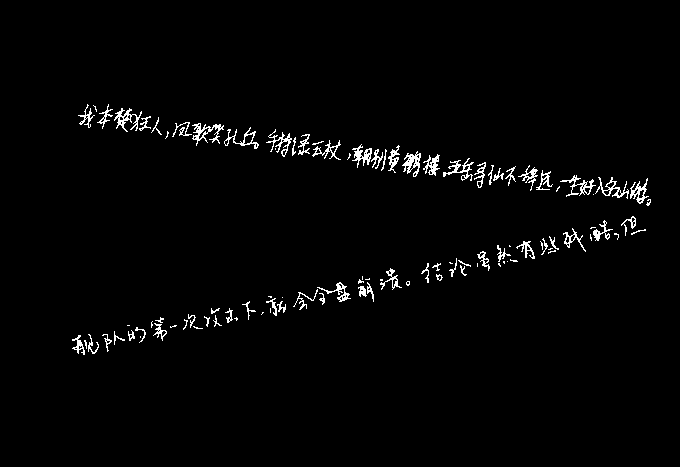 我本楚狂人,凤歌笑孔丘。手持绿玉杖,朝别黄鹤楼。五岳寻仙不辞远,一生好入名山游。
舰队的第一次攻击下,就会全盘崩溃。结论虽然有些残酷,但